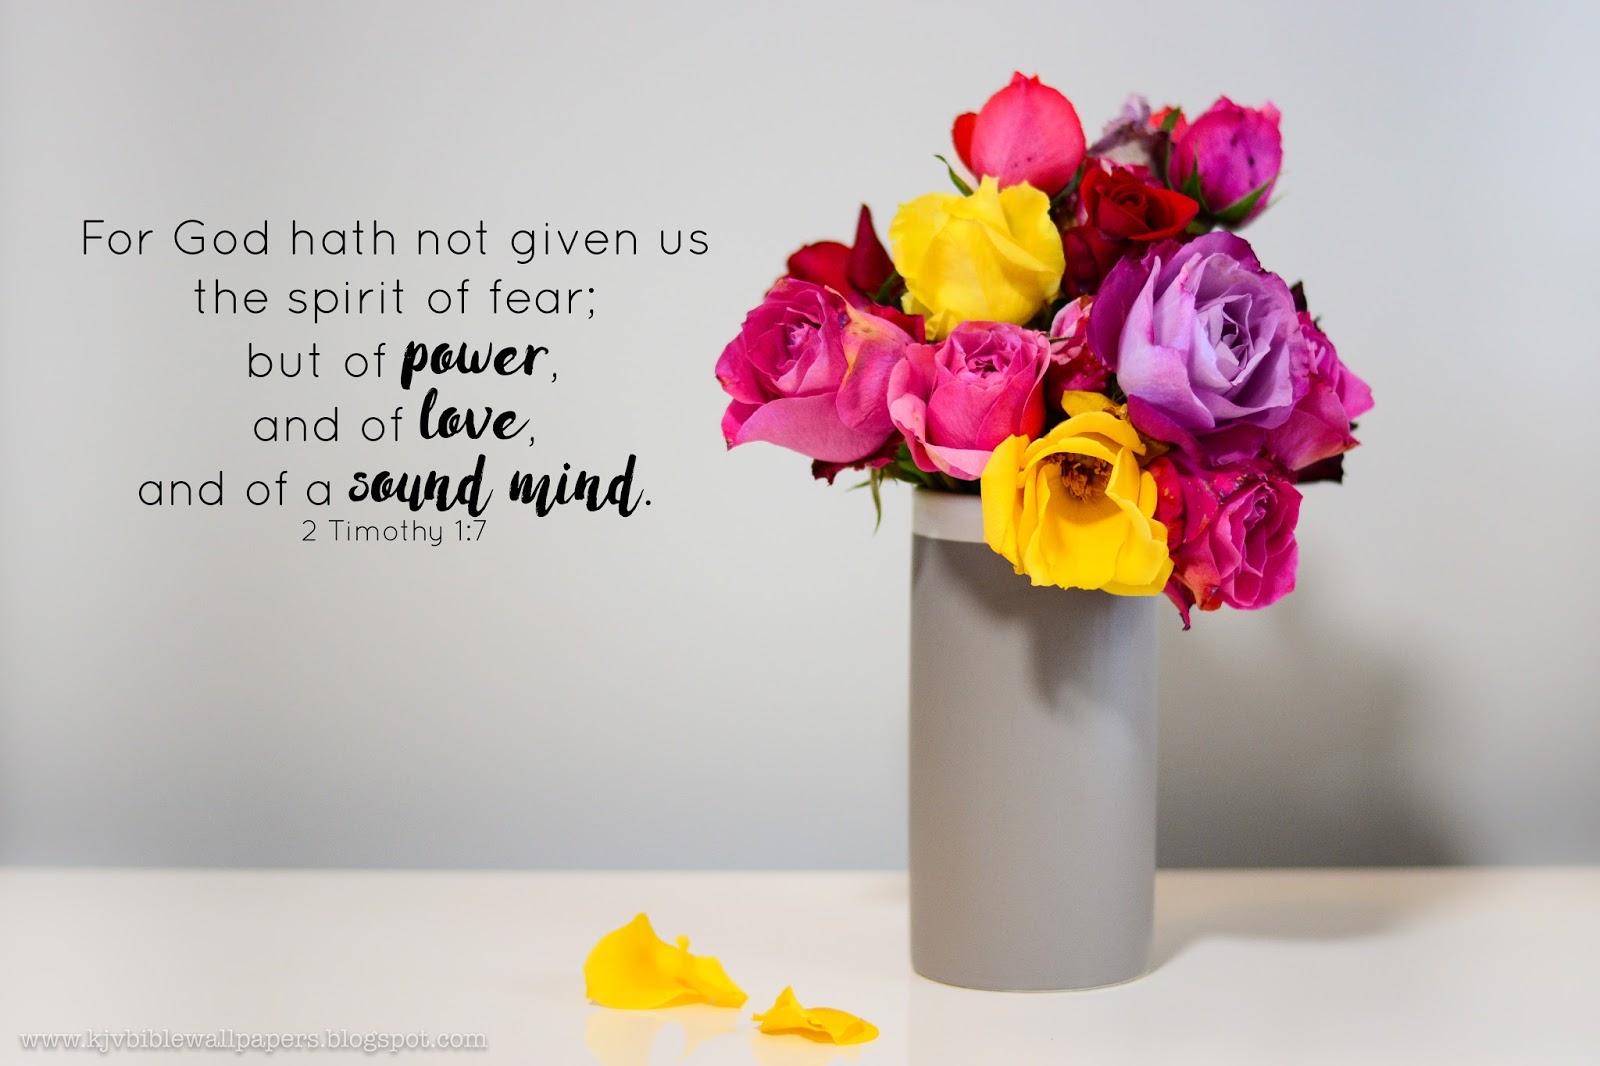 For God hath not given us
the spirit of fear;
but of power,
and of love,
and of a sound mind.
2 Timothy 1:7
www.kjvbiblewallpapers.blogspot.com